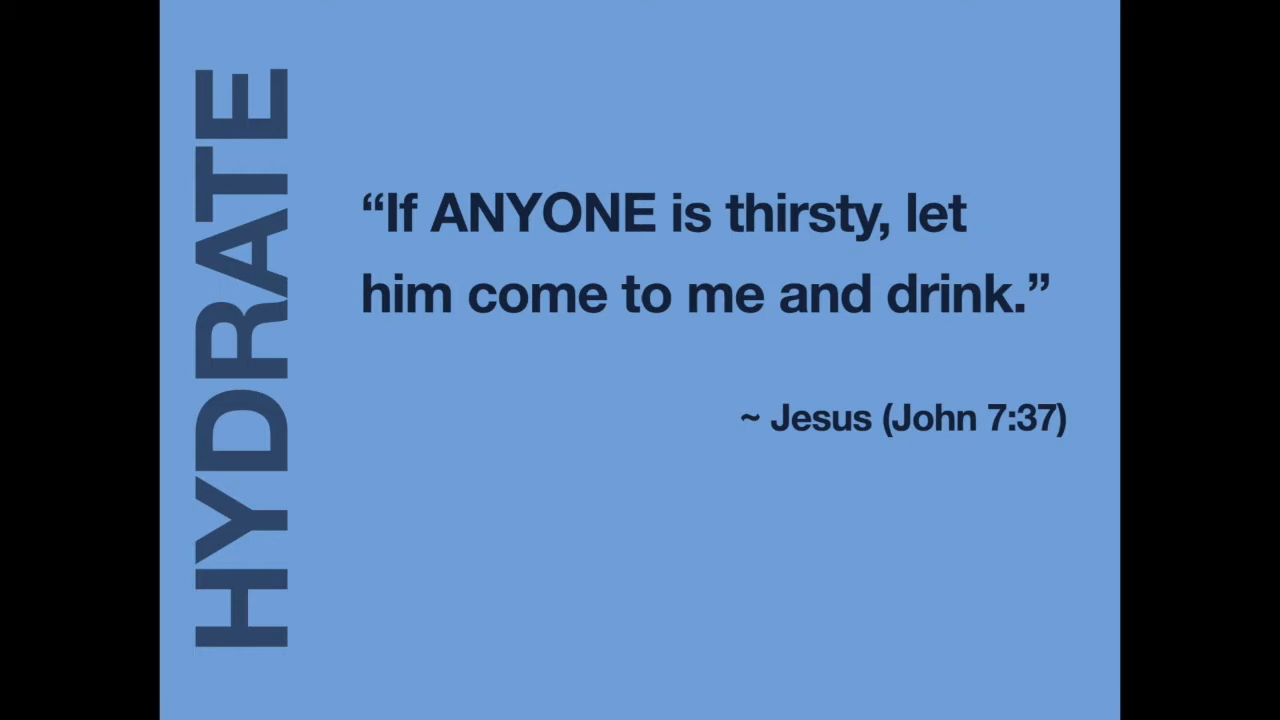 HYDRATE
“If ANYONE is thirsty, let
him come to me and drink.”
~ Jesus (John 7:37)